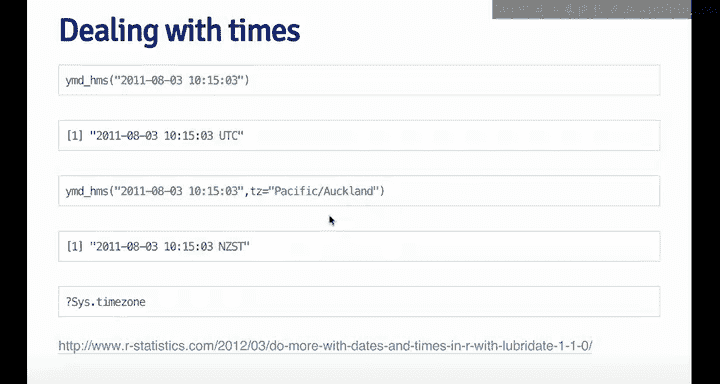 Dealing with times
ymd_hms("2011-08-03 10:15:03")
[1] "2011-08-03 10:15:03 UTC"
ymd_hms("2011-08-03 10:15:03",tz="Pacific/Auckland")
[1] "2011-08-03 10:15:03 NZST"
?Sys.timezone
http://www.r-statistics.com/2012/03/do-more-with-dates-and-times-in-r-with-lubridate-1-1-0/